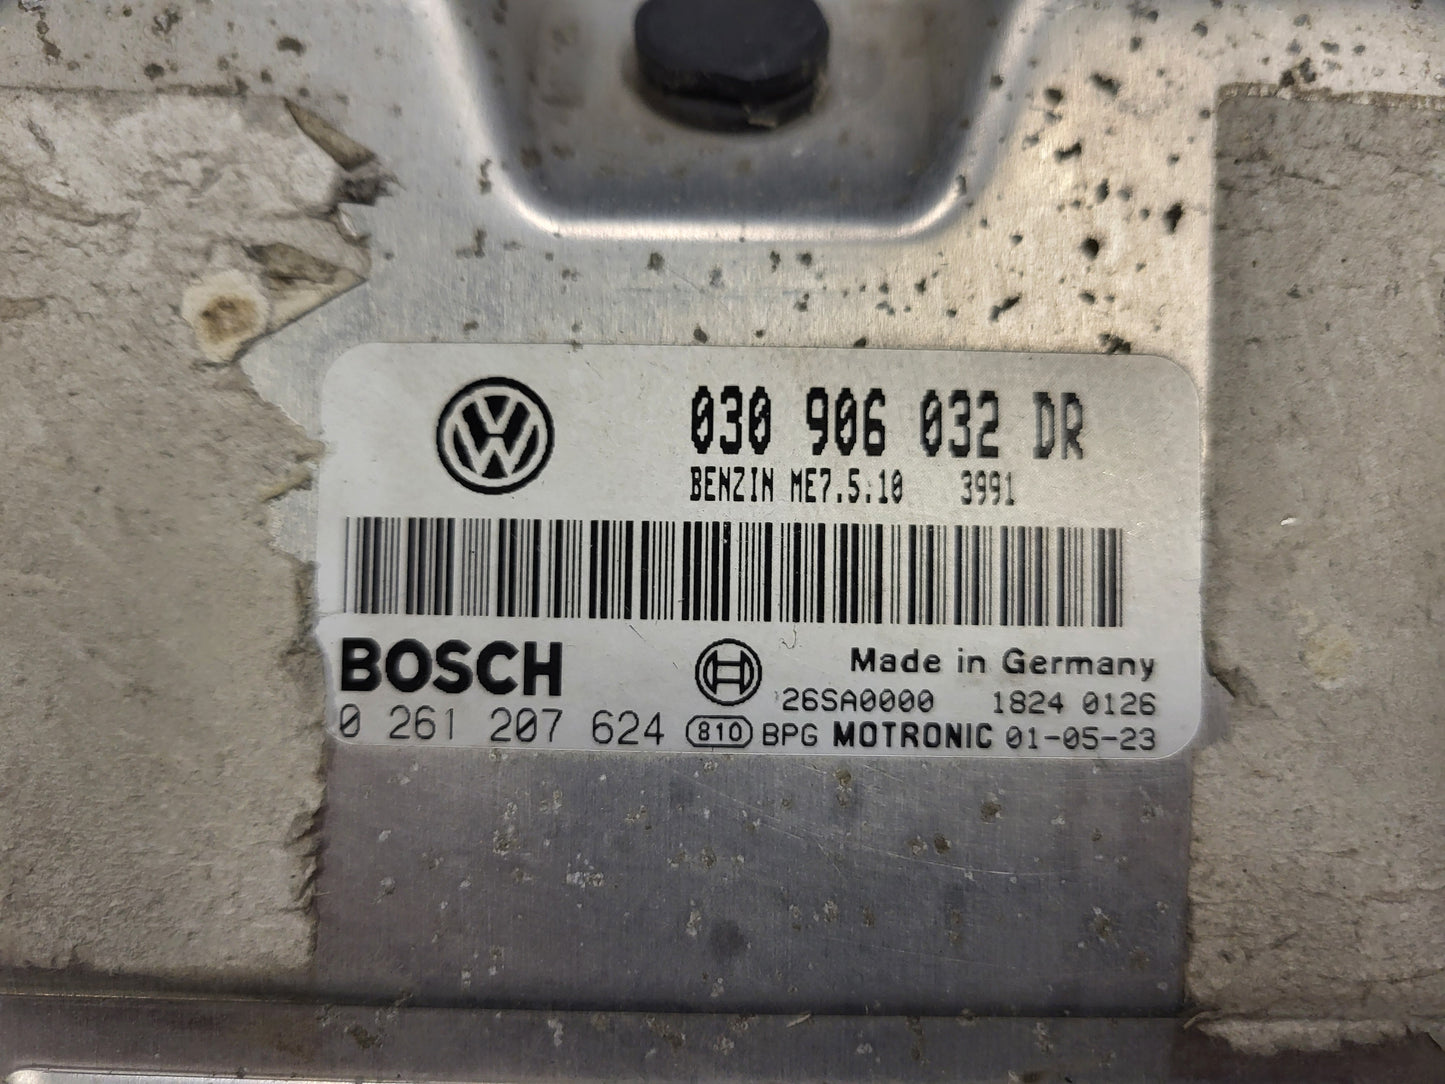 030 906 032 DR
BENZIN ME7.5.10 3991
BOSCH
Made in Germany
26SA0000 1824 0126
0 261 207 624 810 BPG MOTRONIC 01-05-23